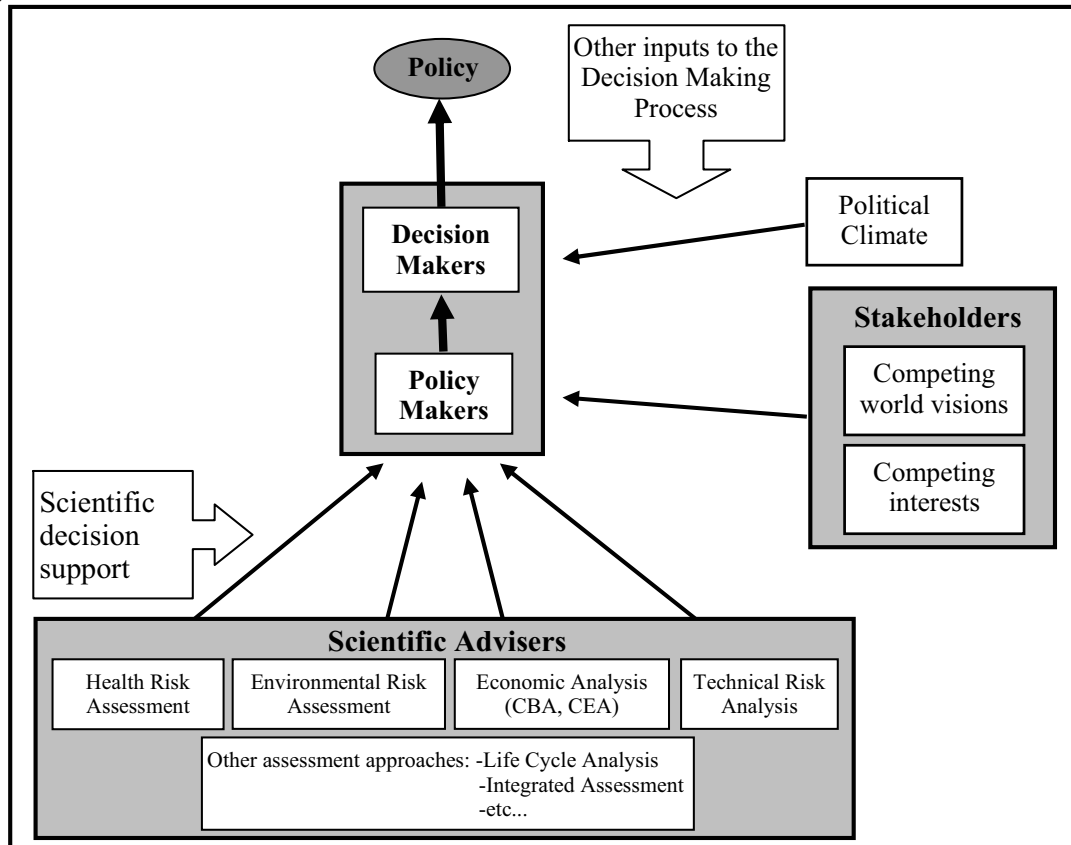 Policy
Other inputs to the
Decision Making
Process
Decision
Makers
Political
Climate
Policy
Makers
Stakeholders
Competing
world visions
Competing
interests
Scientific
decision
support
Scientific Advisers
Health Risk
Assessment
Environmental Risk
Assessment
Economic Analysis
(CBA, CEA)
Technical Risk
Analysis
Other assessment approaches: -Life Cycle Analysis
-Integrated Assessment
-etc...